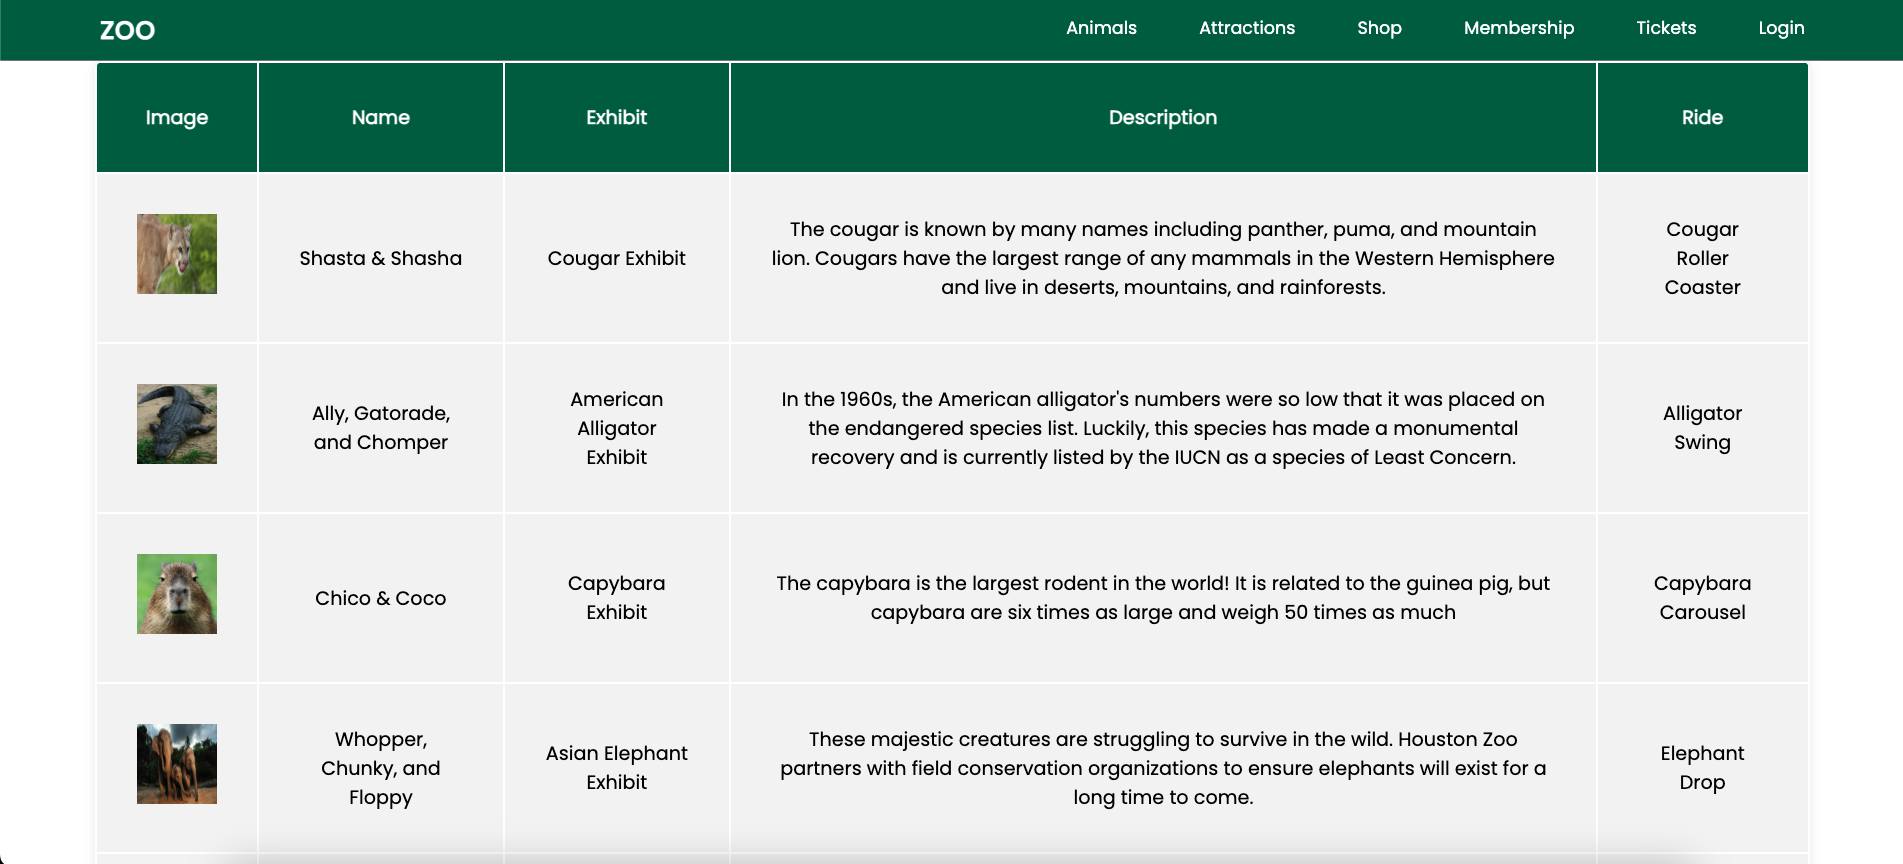 ZOO Animals Attractions Shop Membership Tickets Login
Image Name Exhibit Description Ride
Shasta & Shasha
Cougar Exhibit
The cougar is known by many names including panther, puma, and mountain
lion. Cougars have the largest range of any mammals in the Western Hemisphere
and live in deserts, mountains, and rainforests.
Cougar
Roller
Coaster
Ally, Gatorade,
and Chomper
American
Alligator
Exhibit
In the 1960s, the American alligator's numbers were so low that it was placed on
the endangered species list. Luckily, this species has made a monumental
recovery and is currently listed by the IUCN as a species of Least Concern.
Alligator
Swing
Chico & Coco
Capybara
Exhibit
The capybara is the largest rodent in the world! It is related to the guinea pig, but
capybara are six times as large and weigh 50 times as much
Capybara
Carousel
Whopper,
Chunky, and
Floppy
Asian Elephant
Exhibit
These majestic creatures are struggling to survive in the wild. Houston Zoo
partners with field conservation organizations to ensure elephants will exist for a
long time to come.
Elephant
Drop